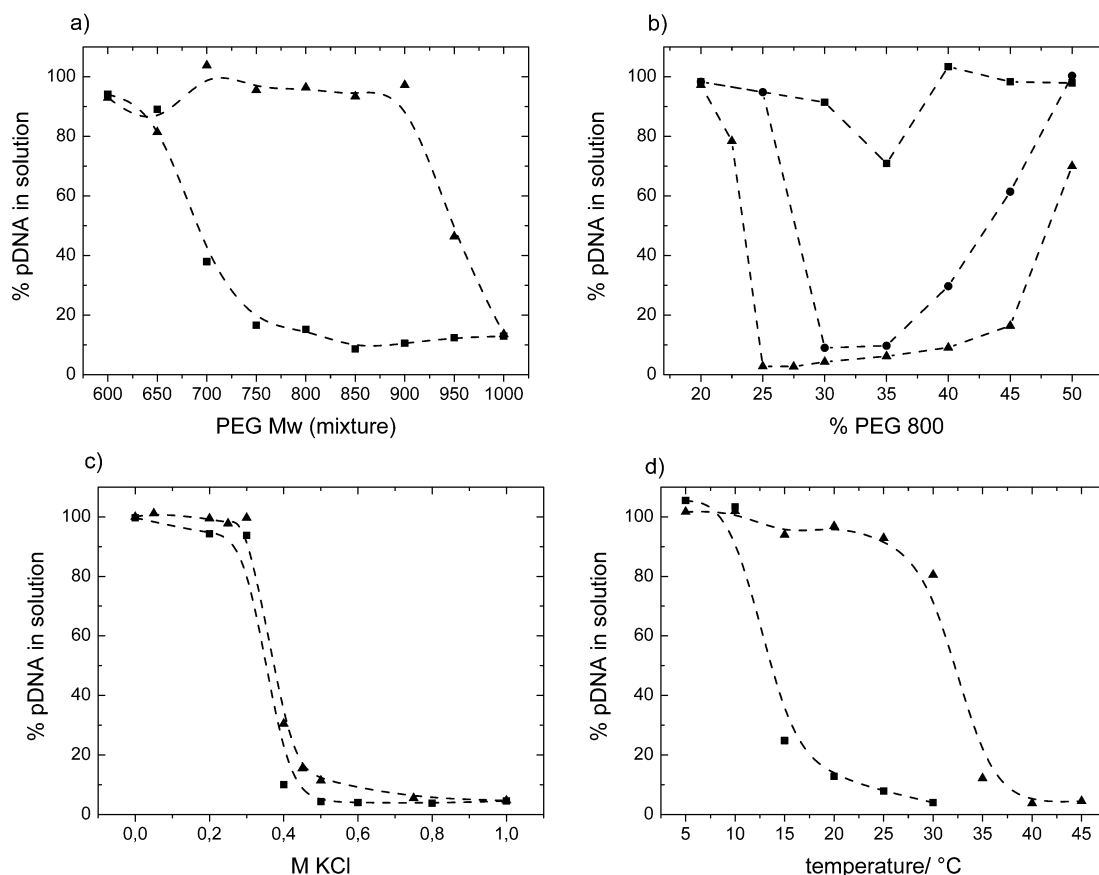 a)
100
80
60
40
20
0
% pDNA in solution
600 650 700 750 800 850 900 950 1000
PEG Mw (mixture)
b)
100
80
60
40
20
0
% pDNA in solution
20 25 30 35 40 45 50
% PEG 800
c)
100
80
60
40
20
0
% pDNA in solution
0,0 0,2 0,4 0,6 0,8 1,0
M KCl
d)
100
80
60
40
20
0
% pDNA in solution
5 10 15 20 25 30 35 40 45
temperature/ °C